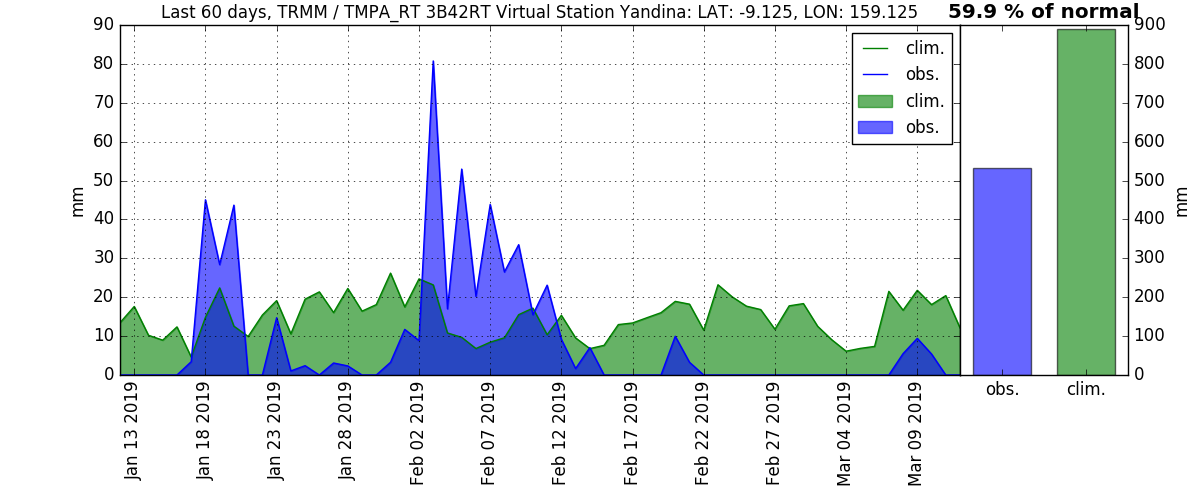 Last 60 days, TRMM / TMPA_RT 3B42RT Virtual Station Yandina: LAT: -9.125, LON: 159.125
59.9 % of normal
90
80
70
60
50
40
30
20
10
0
mm
clim.
obs.
clim.
obs.
900
800
700
600
500
400
300
200
100
0
mm
Jan 13 2019
Jan 18 2019
Jan 23 2019
Jan 28 2019
Feb 02 2019
Feb 07 2019
Feb 12 2019
Feb 17 2019
Feb 22 2019
Feb 27 2019
Mar 04 2019
Mar 09 2019
obs.
clim.